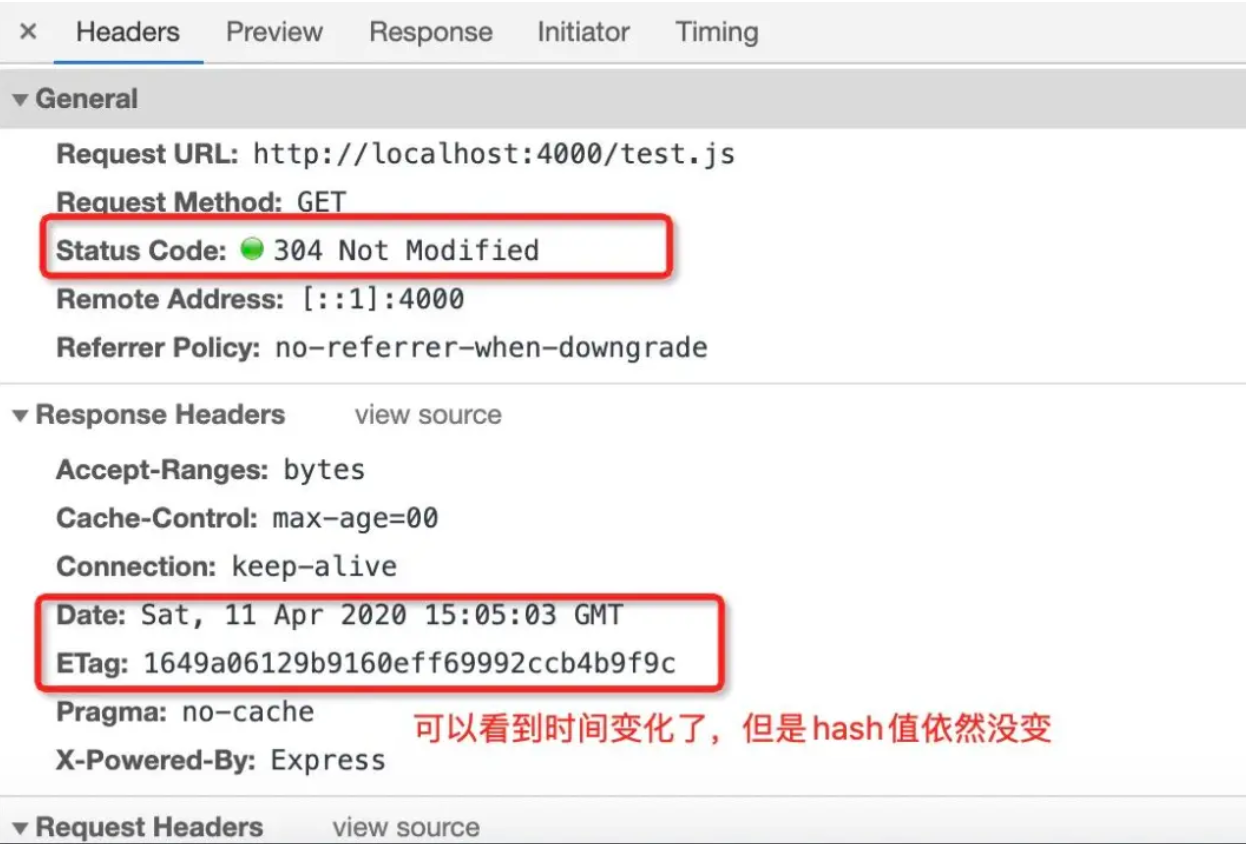 × Headers Preview Response Initiator Timing
▼ General
Request URL: http://localhost:4000/test.js
Request Method: GET
Status Code: 304 Not Modified
Remote Address: [::1]:4000
Referrer Policy: no-referrer-when-downgrade
▼ Response Headers view source
Accept-Ranges: bytes
Cache-Control: max-age=00
Connection: keep-alive
Date: Sat, 11 Apr 2020 15:05:03 GMT
ETag: 1649a06129b9160eff69992ccb4b9f9c
Pragma: no-cache
可以看到时间变化了，但是hash值依然没变
X-Powered-By: Express
▼ Request Headers view source